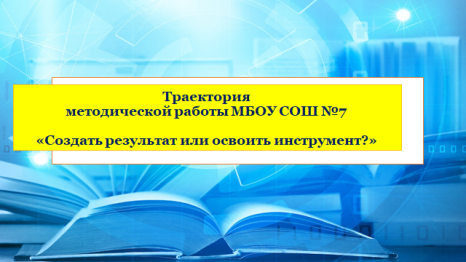 Траектория
методической работы МБОУ СОШ №7
«Создать результат или освоить инструмент?»